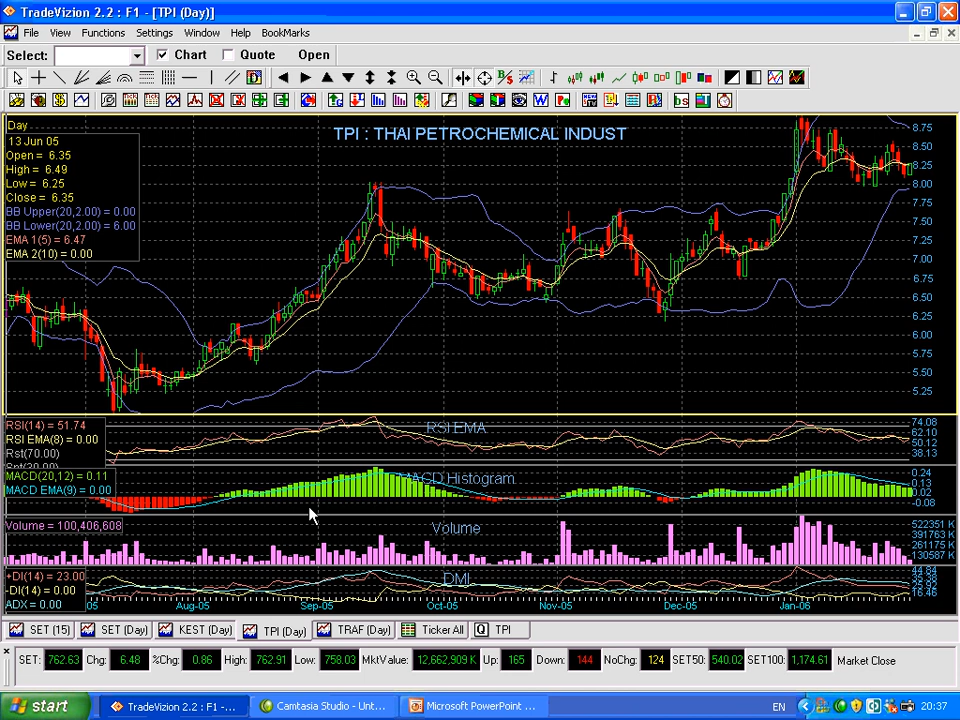 TradeVizion 2.2 : F1 - [TPI (Day)]
File View Functions Settings Window Help BookMarks
Select: Chart Quote Open
Day
TPI : THAI PETROCHEMICAL INDUST
13 Jun 05
Open = 6.35
High = 6.49
Low = 6.25
Close = 6.35
BB Upper(20,2.00) = 0.00
BB Lower(20,2.00) = 6.00
EMA 1(5) = 6.47
EMA 2(10) = 0.00
8.75
8.50
8.25
8.00
7.75
7.50
7.25
7.00
6.75
6.50
6.25
6.00
5.75
5.50
5.25
RSI(14) = 51.74
RSI EMA(8) = 0.00
Rst(70.00)
RSI EMA
74.08
62.10
50.12
38.13
MACD(20,12) = 0.11
MACD EMA(9) = 0.00
MACD Histogram
0.24
0.13
0.02
-0.08
Volume = 100,406,608
Volume
522351 K
391763 K
261175 K
130587 K
+DI(14) = 23.00
-DI(14) = 0.00
ADX = 0.00
DMI
44.84
16.46
05 Aug-05 Sep-05 Oct-05 Nov-05 Dec-05 Jan-06
SET (15) SET (Day) KEST (Day) TPI (Day) TRAF (Day) Ticker All Q TPI
SET: 762.63 Chg: 6.48 %Chg: 0.86 High: 762.91 Low: 758.03 MktValue: 12,662,909 K Up: 165 Down: 144 NoChg: 124 SET50: 540.02 SET100: 1,174.61 Market Close
start TradeVizion 2.2 : F1 -... Camtasia Studio - Unt... Microsoft PowerPoint ... EN 20:37